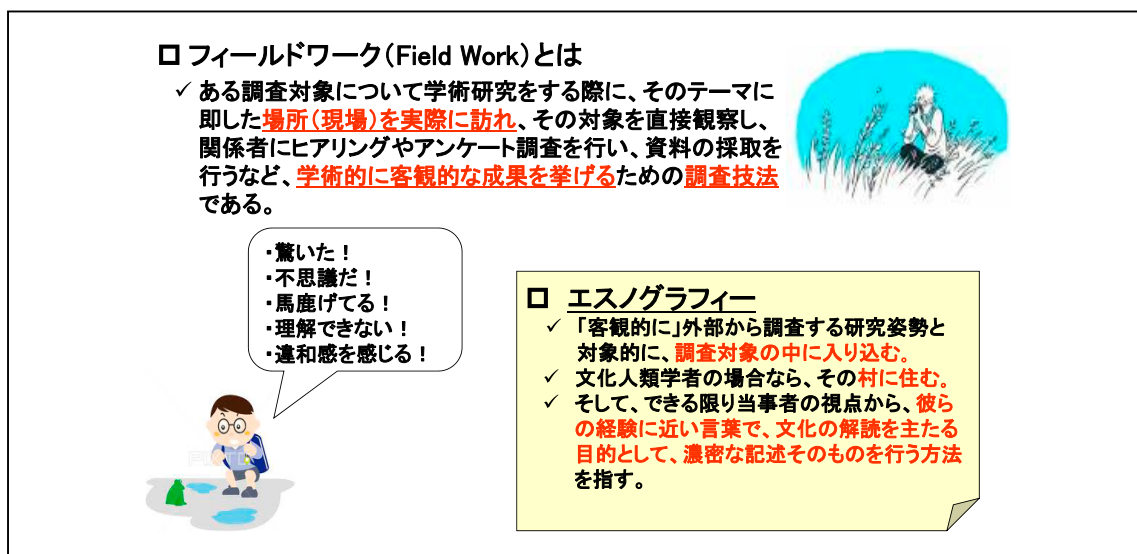 フィールドワーク(Field Work)とは
✓ ある調査対象について学術研究をする際に、そのテーマに
即した場所(現場)を実際に訪れ、その対象を直接観察し、
関係者にヒアリングやアンケート調査を行い、資料の採取を
行うなど、学術的に客観的な成果を挙げるための調査技法
である。
・驚いた!
・不思議だ!
・馬鹿げてる!
・理解できない!
・違和感を感じる!
エスノグラフィー
✓ 「客観的に」外部から調査する研究姿勢と
対象的に、調査対象の中に入り込む。
✓ 文化人類学者の場合なら、その村に住む。
✓ そして、できる限り当事者の視点から、彼ら
の経験に近い言葉で、文化の解読を主たる
目的として、濃密な記述そのものを行う方法
を指す。